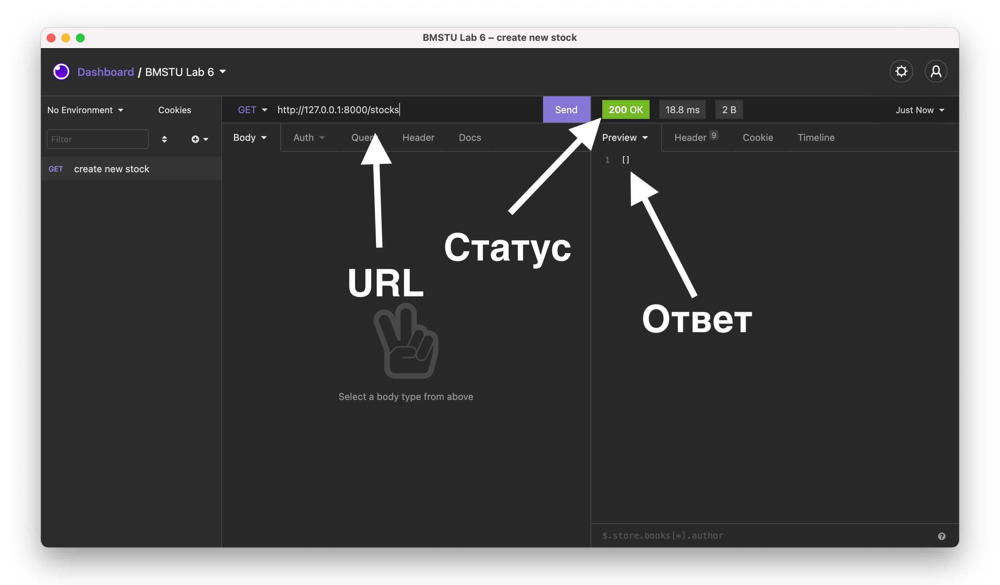 BMSTU Lab 6 – create new stock
Dashboard / BMSTU Lab 6
No Environment
Cookies
GET http://127.0.0.1:8000/stocks
Send
200 OK
18.8 ms
2 B
Just Now
Filter
Body
Auth
Query
Header
Docs
Preview
Header 9
Cookie
Timeline
GET create new stock
1 []
Статус
URL
Ответ
Select a body type from above
$.store.books[*].author